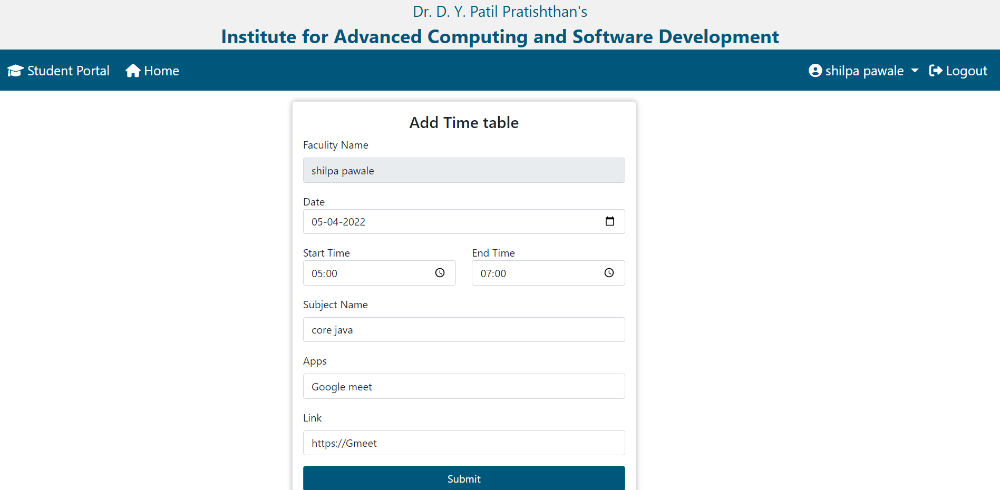 Dr. D. Y. Patil Pratishthan's
Institute for Advanced Computing and Software Development
Student Portal Home shilpa pawale Logout
Add Time table
Faculity Name
shilpa pawale
Date
05-04-2022
Start Time End Time
05:00 07:00
Subject Name
core java
Apps
Google meet
Link
https://Gmeet
Submit